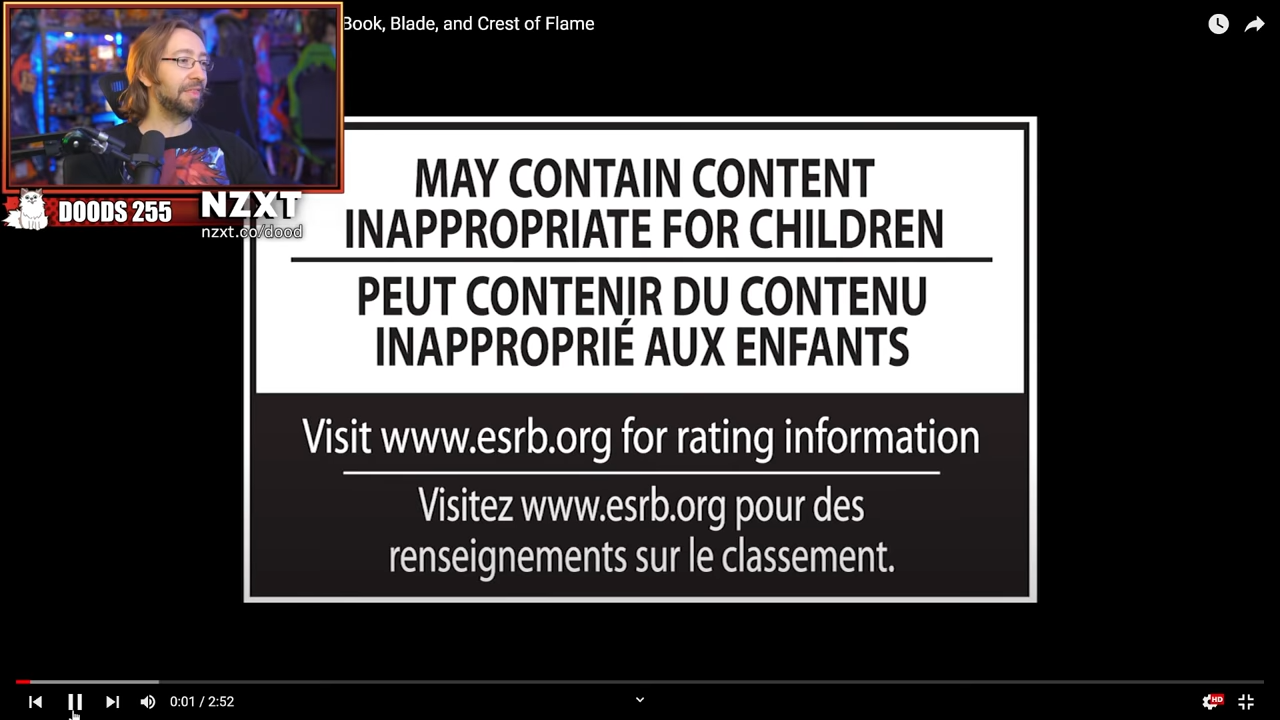 Book, Blade, and Crest of Flame
DOODS 255
NZXT
nzxt.co/dood
MAY CONTAIN CONTENT
INAPPROPRIATE FOR CHILDREN
PEUT CONTENIR DU CONTENU
INAPPROPRIÉ AUX ENFANTS
Visit www.esrb.org for rating information
Visitez www.esrb.org pour des
renseignements sur le classement.
0:01 / 2:52
HD